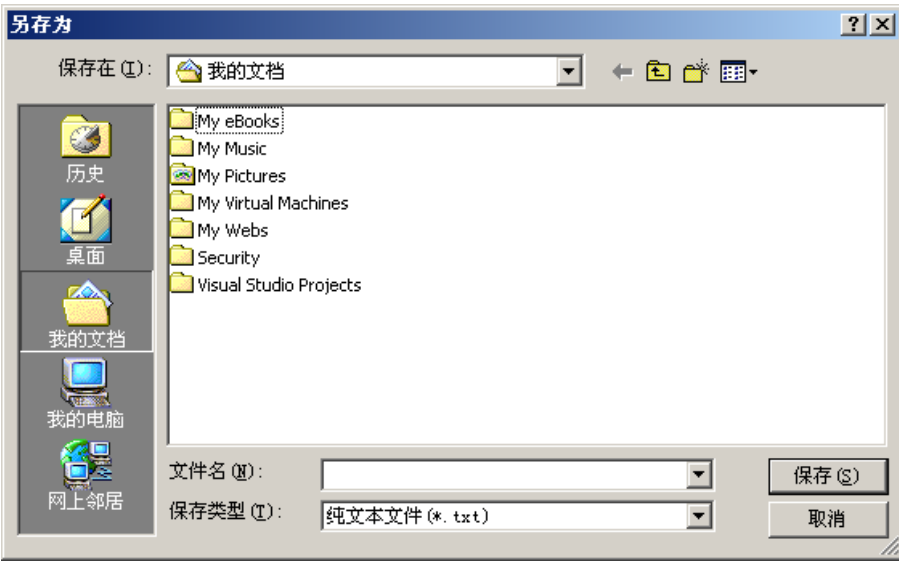 另存为
保存在(I):
我的文档
历史
桌面
我的文档
我的电脑
网上邻居
My eBooks
My Music
My Pictures
My Virtual Machines
My Webs
Security
Visual Studio Projects
文件名(N):
保存(S)
保存类型(T):
纯文本文件(*.txt)
取消